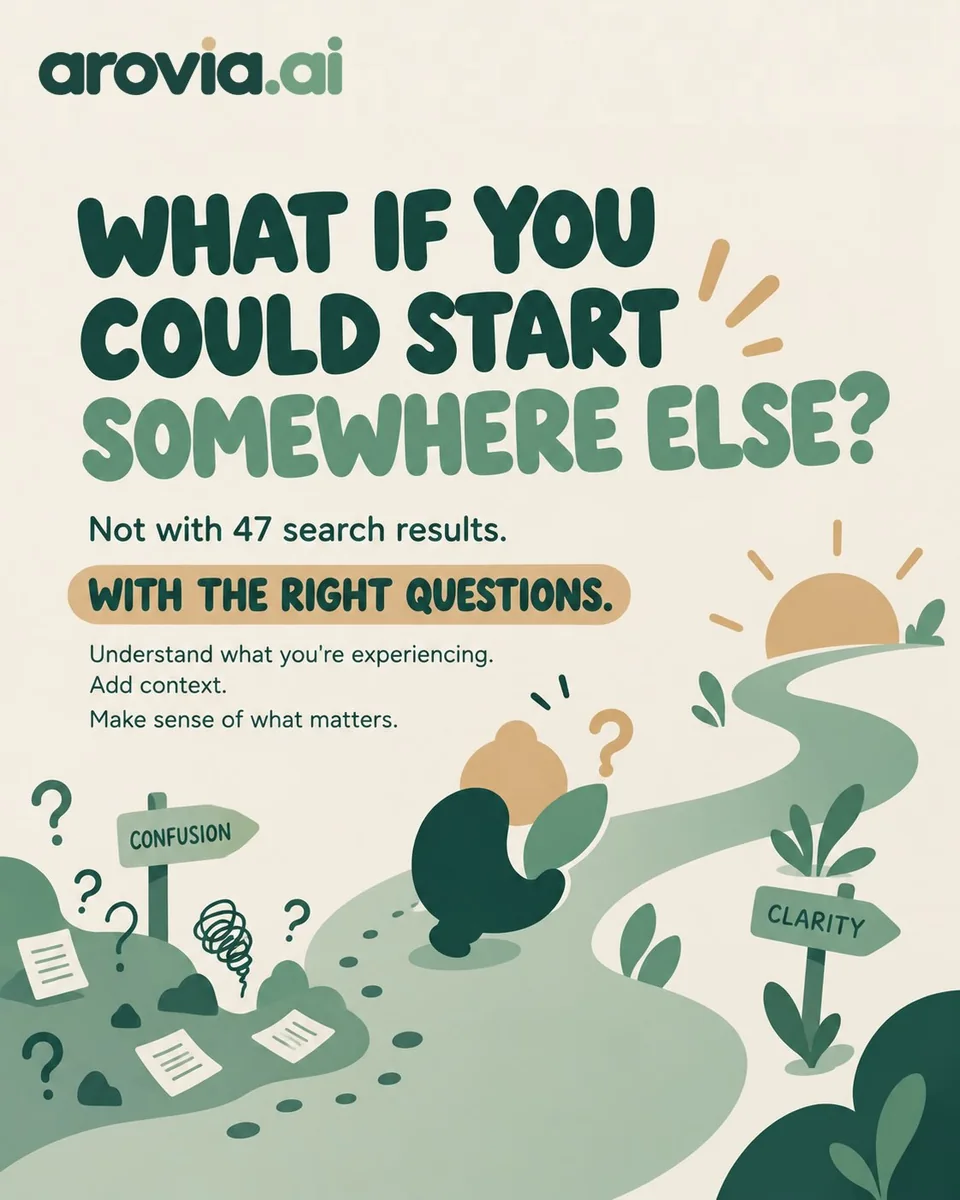 arovia.ai
WHAT IF YOU
COULD START
SOMEWHERE ELSE?
Not with 47 search results.
WITH THE RIGHT QUESTIONS.
Understand what you're experiencing.
Add context.
Make sense of what matters.
?
?
CONFUSION
?
?
?
CLARITY
?